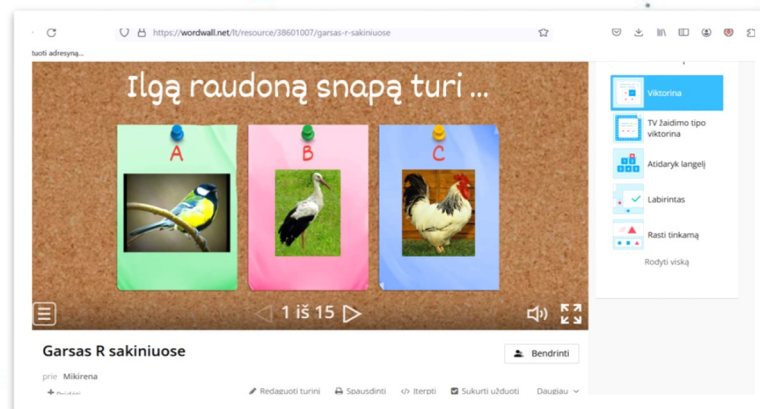 https://wordwall.net/lt/resource/38601007/garsas-r-sakiniuose
tuoti adresyną...
Ilgą raudoną snapą turi ...
A
B
C
1 iš 15
Viktorina
TV žaidimo tipo
viktorina
Atidaryk langelį
Labirintas
Rasti tinkamą
Rodyti viską
Garsas R sakiniuose
Bendrinti
prie Mikirena
Redaguoti turinį
Spausdinti
</> Įterpti
Sukurti užduotį
Daugiau